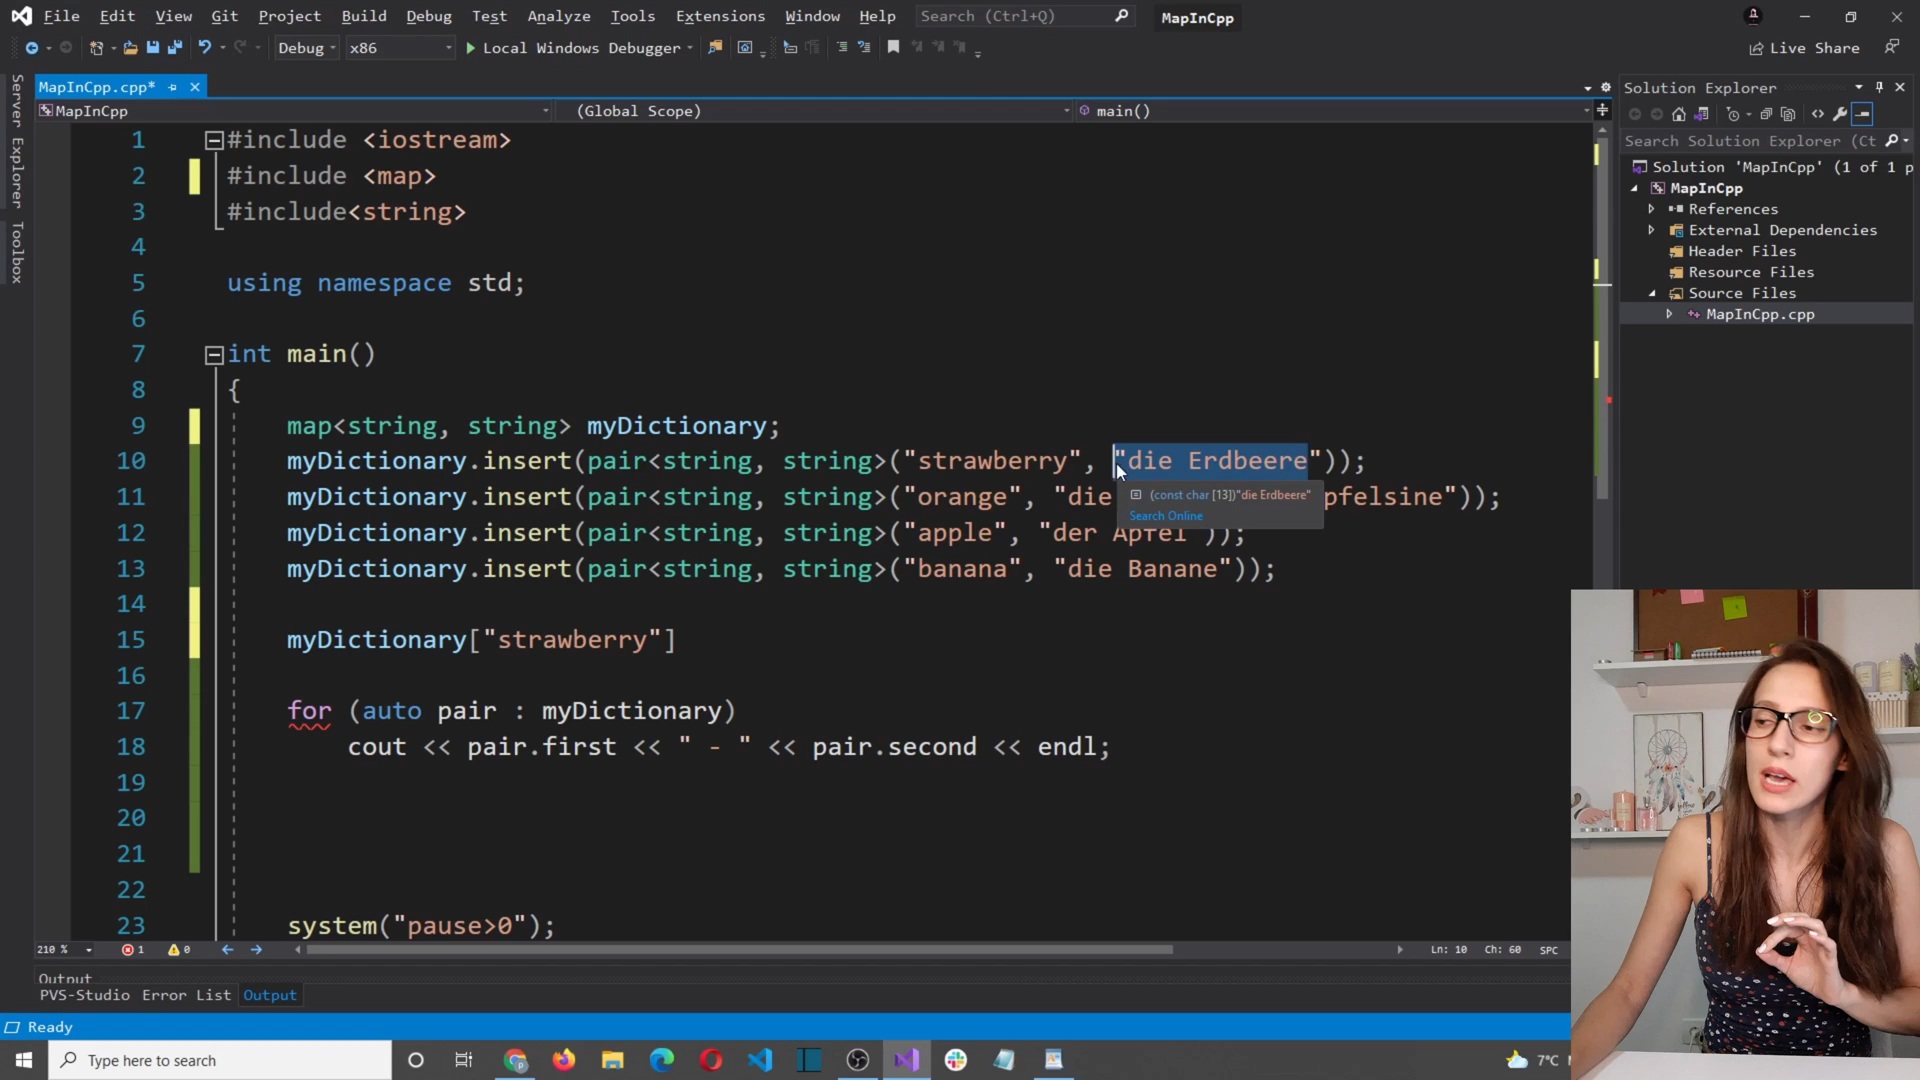 File Edit View Git Project Build Debug Test Analyze Tools Extensions Window Help Search (Ctrl+Q) MapInCpp
Debug x86 Local Windows Debugger Live Share
Server Explorer
Toolbox
MapInCpp.cpp*
MapInCpp (Global Scope) main()
1 #include <iostream>
2 #include <map>
3 #include<string>
4
5 using namespace std;
6
7 int main()
8 {
9 map<string, string> myDictionary;
10 myDictionary.insert(pair<string, string>("strawberry", "die Erdbeere"));
11 myDictionary.insert(pair<string, string>("orange", "die pfelsine"));
12 myDictionary.insert(pair<string, string>("apple", "der Apfel"));
13 myDictionary.insert(pair<string, string>("banana", "die Banane"));
14
15 myDictionary["strawberry"]
16
17 for (auto pair : myDictionary)
18 cout << pair.first << " - " << pair.second << endl;
19
20
21
22
23 system("pause>0");
(const char [13])"die Erdbeere"
Search Online
210 % 1 0 Ln: 10 Ch: 60 SPC
Output
PVS-Studio Error List Output
Ready
Solution Explorer
Search Solution Explorer (Ct
Solution 'MapInCpp' (1 of 1 p
MapInCpp
References
External Dependencies
Header Files
Resource Files
Source Files
MapInCpp.cpp
Type here to search
7°C